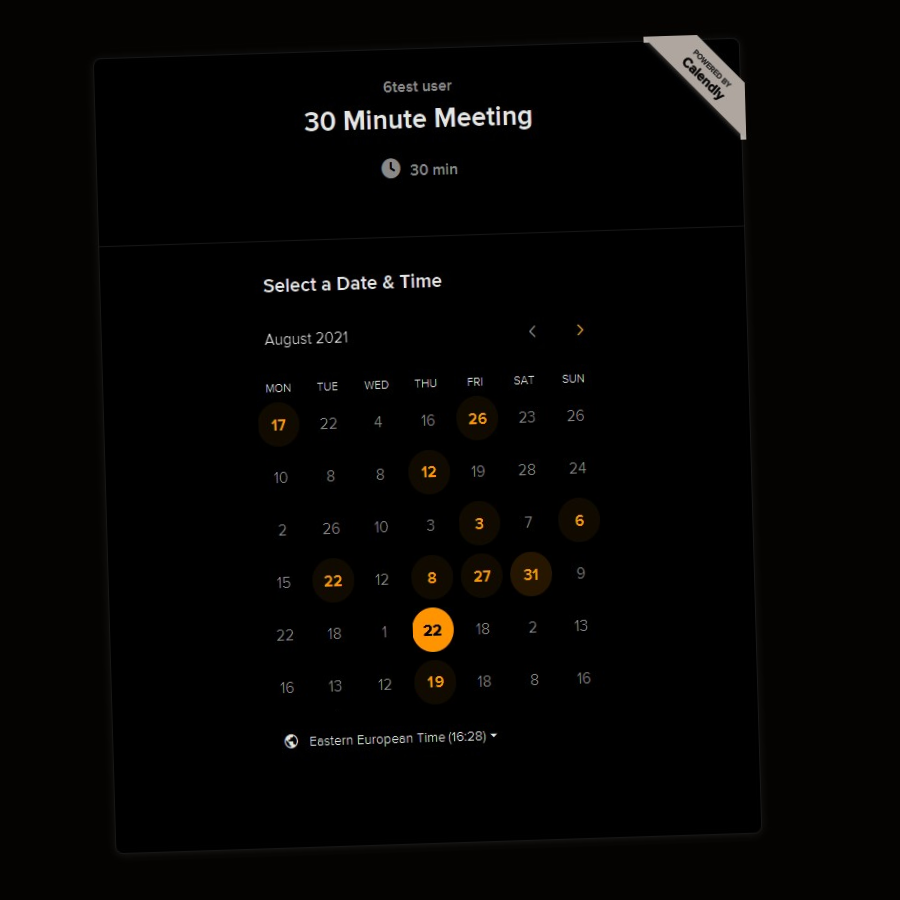 POWERED BY
Calendly
6test user
30 Minute Meeting
30 min
Select a Date & Time
August 2021
MON TUE WED THU FRI SAT SUN
17 22 4 16 26 23 26
10 8 8 12 19 28 24
2 26 10 3 3 7 6
15 22 12 8 27 31 9
22 18 1 22 18 2 13
16 13 12 19 18 8 16
Eastern European Time (16:28)